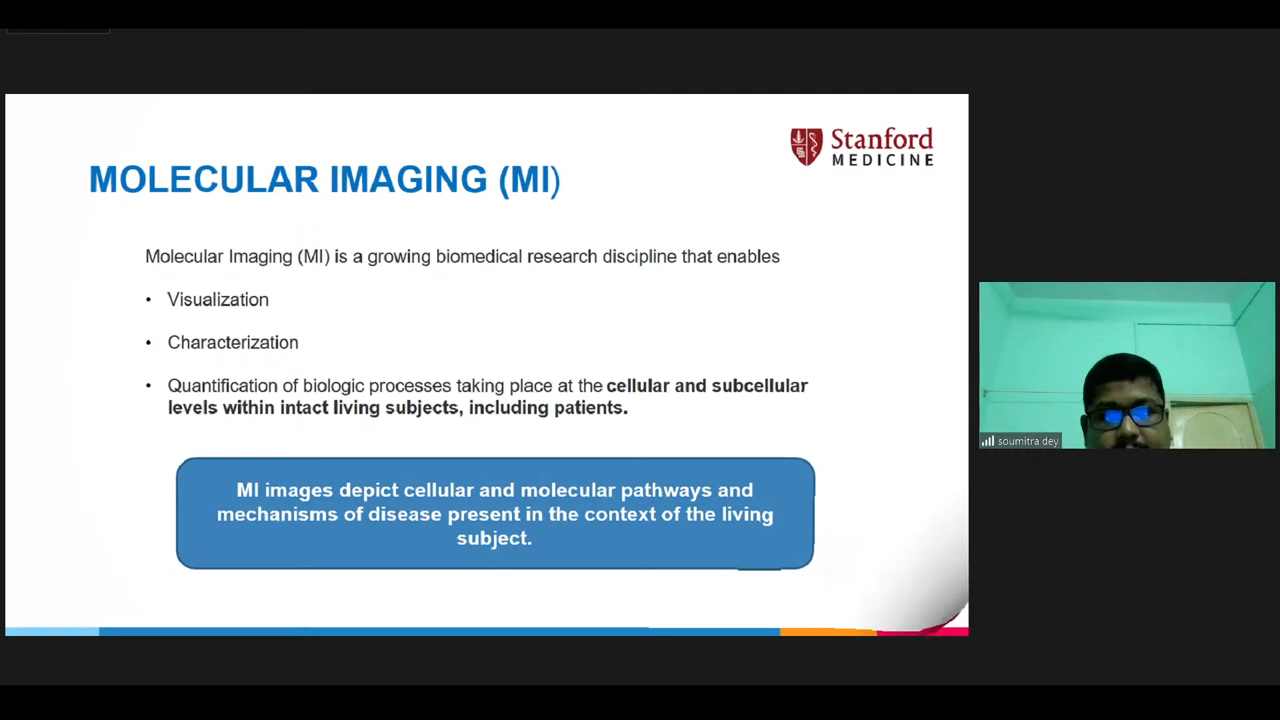 Stanford
MEDICINE
MOLECULAR IMAGING (MI)
Molecular Imaging (MI) is a growing biomedical research discipline that enables
• Visualization
• Characterization
• Quantification of biologic processes taking place at the cellular and subcellular
levels within intact living subjects, including patients.
MI images depict cellular and molecular pathways and
mechanisms of disease present in the context of the living
subject.
soumitra dey